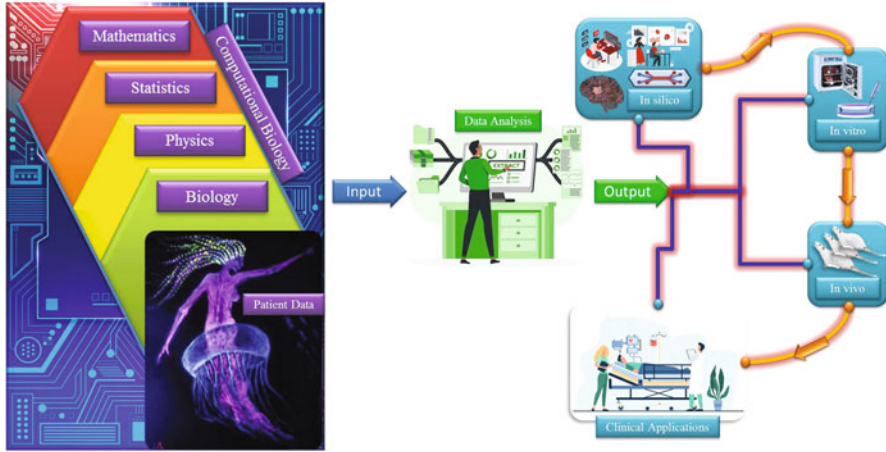 Mathematics
Statistics
Physics
Biology
Computational Biology
Patient Data
Input
Data Analysis
EXTRACT
Output
In silico
In vitro
In vivo
Clinical Applications